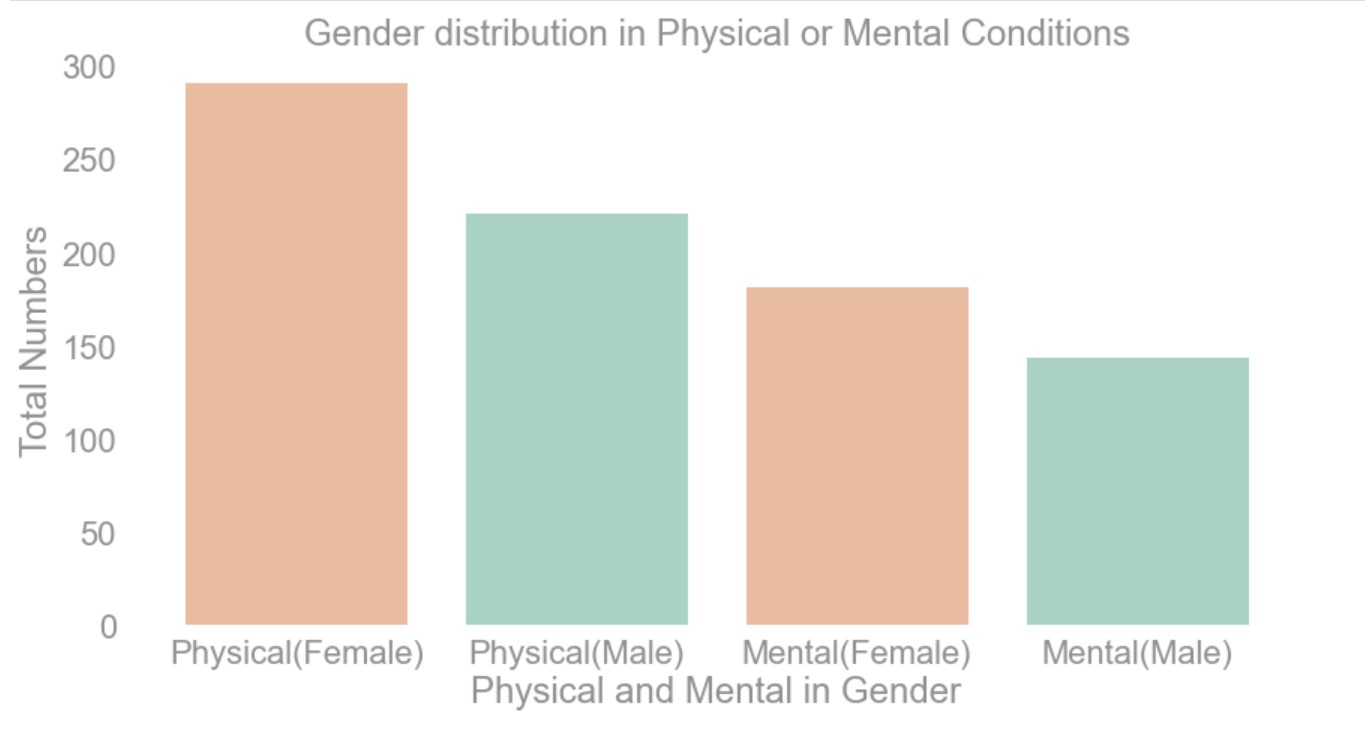 Gender distribution in Physical or Mental Conditions
300
250
200
150
100
50
0
Total Numbers
Physical(Female) Physical(Male) Mental(Female) Mental(Male)
Physical and Mental in Gender